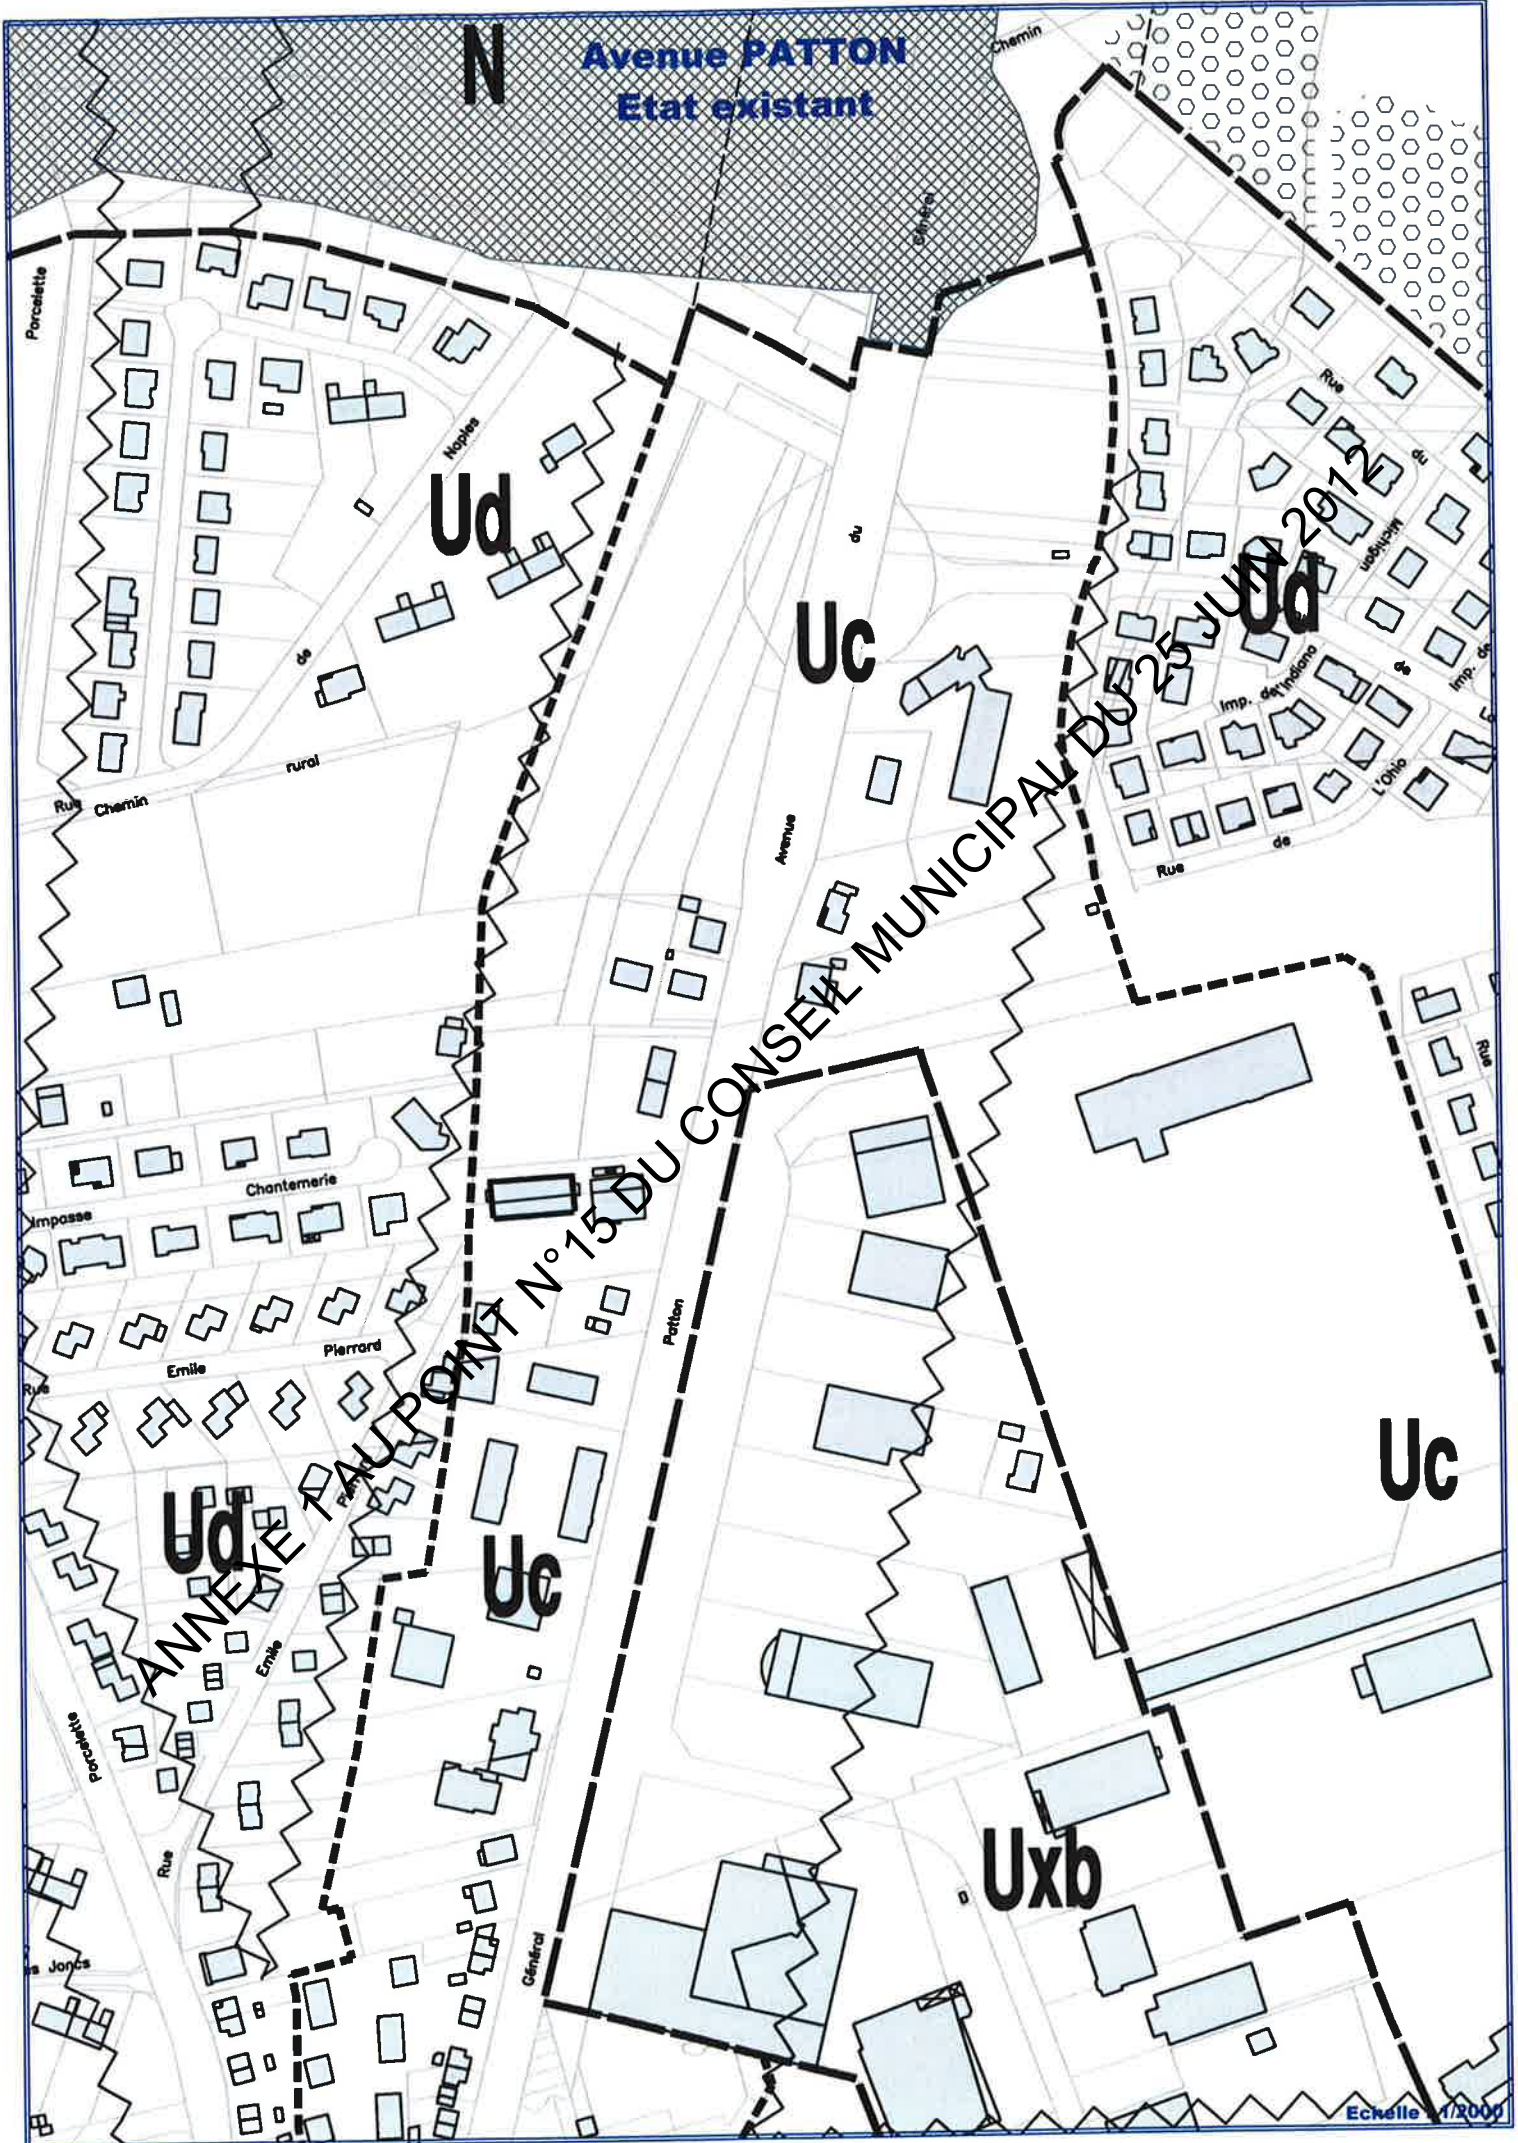 N
Avenue PATTON
Etat existant
Chemin
Général
Porcelette
Naples
Ud
de
rural
Rue
Chemin
du
Uc
Avenue
Rue
du
Michigan
Ud
Imp. de l'Indiana
de
Imp. de
L'Ohio
de
Rue
Rue
ANNEXE 1 AU POINT N°15 DU CONSEIL MUNICIPAL DU 25 JUIN 2012
Chantemerie
Impasse
Patton
Pierrard
Emile
Rue
Uc
Ud
Uc
Emile
Porcelette
Rue
Uxb
Général
Joncs
Echelle 1/2000